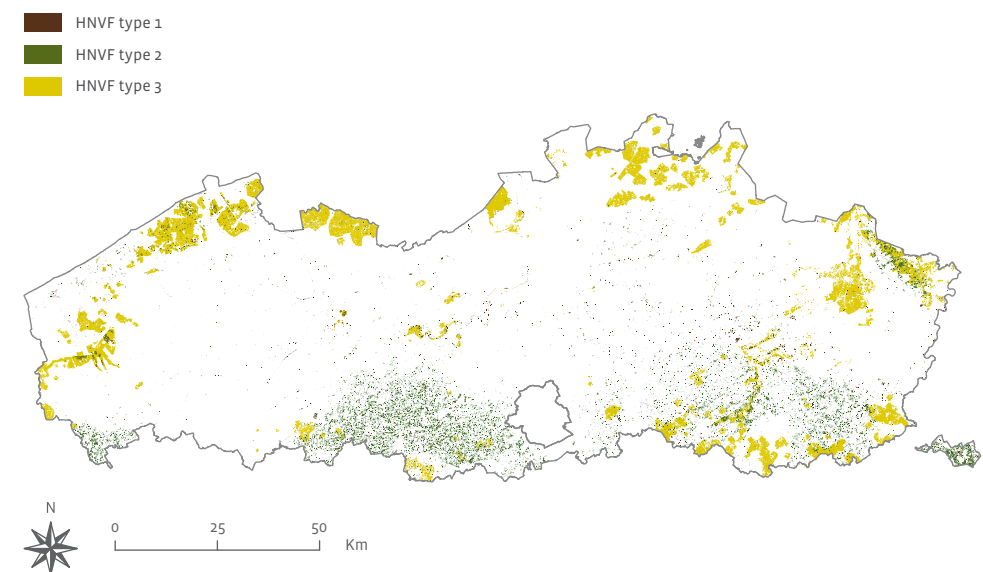 HNVF type 1
HNVF type 2
HNVF type 3
N
0 25 50
Km